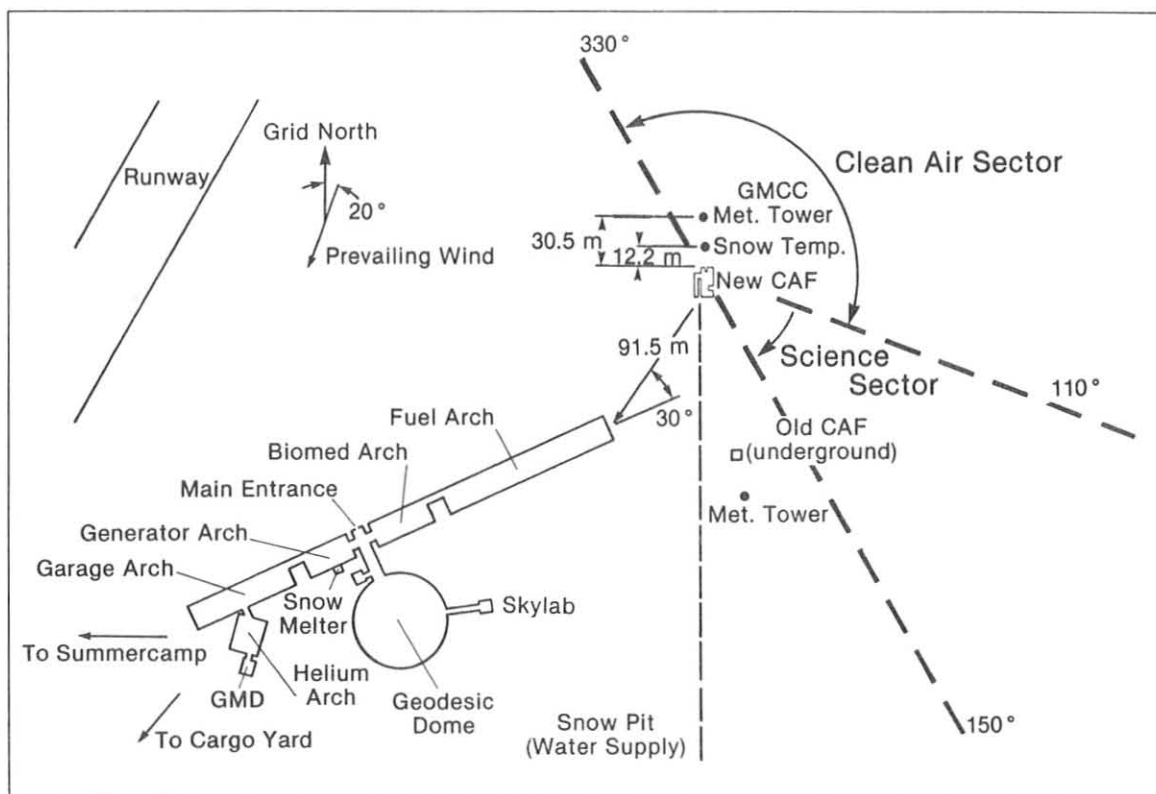 330°
Grid North
Runway
20°
Prevailing Wind
Clean Air Sector
GMCC
Met. Tower
30.5 m
Snow Temp.
12.2 m
New CAF
91.5 m
Science
Sector
110°
30°
Fuel Arch
Old CAF
(underground)
Biomed Arch
Main Entrance
Met. Tower
Generator Arch
Garage Arch
Snow
Melter
Skylab
To Summercamp
Helium
Arch
GMD
Geodesic
Dome
Snow Pit
(Water Supply)
150°
To Cargo Yard